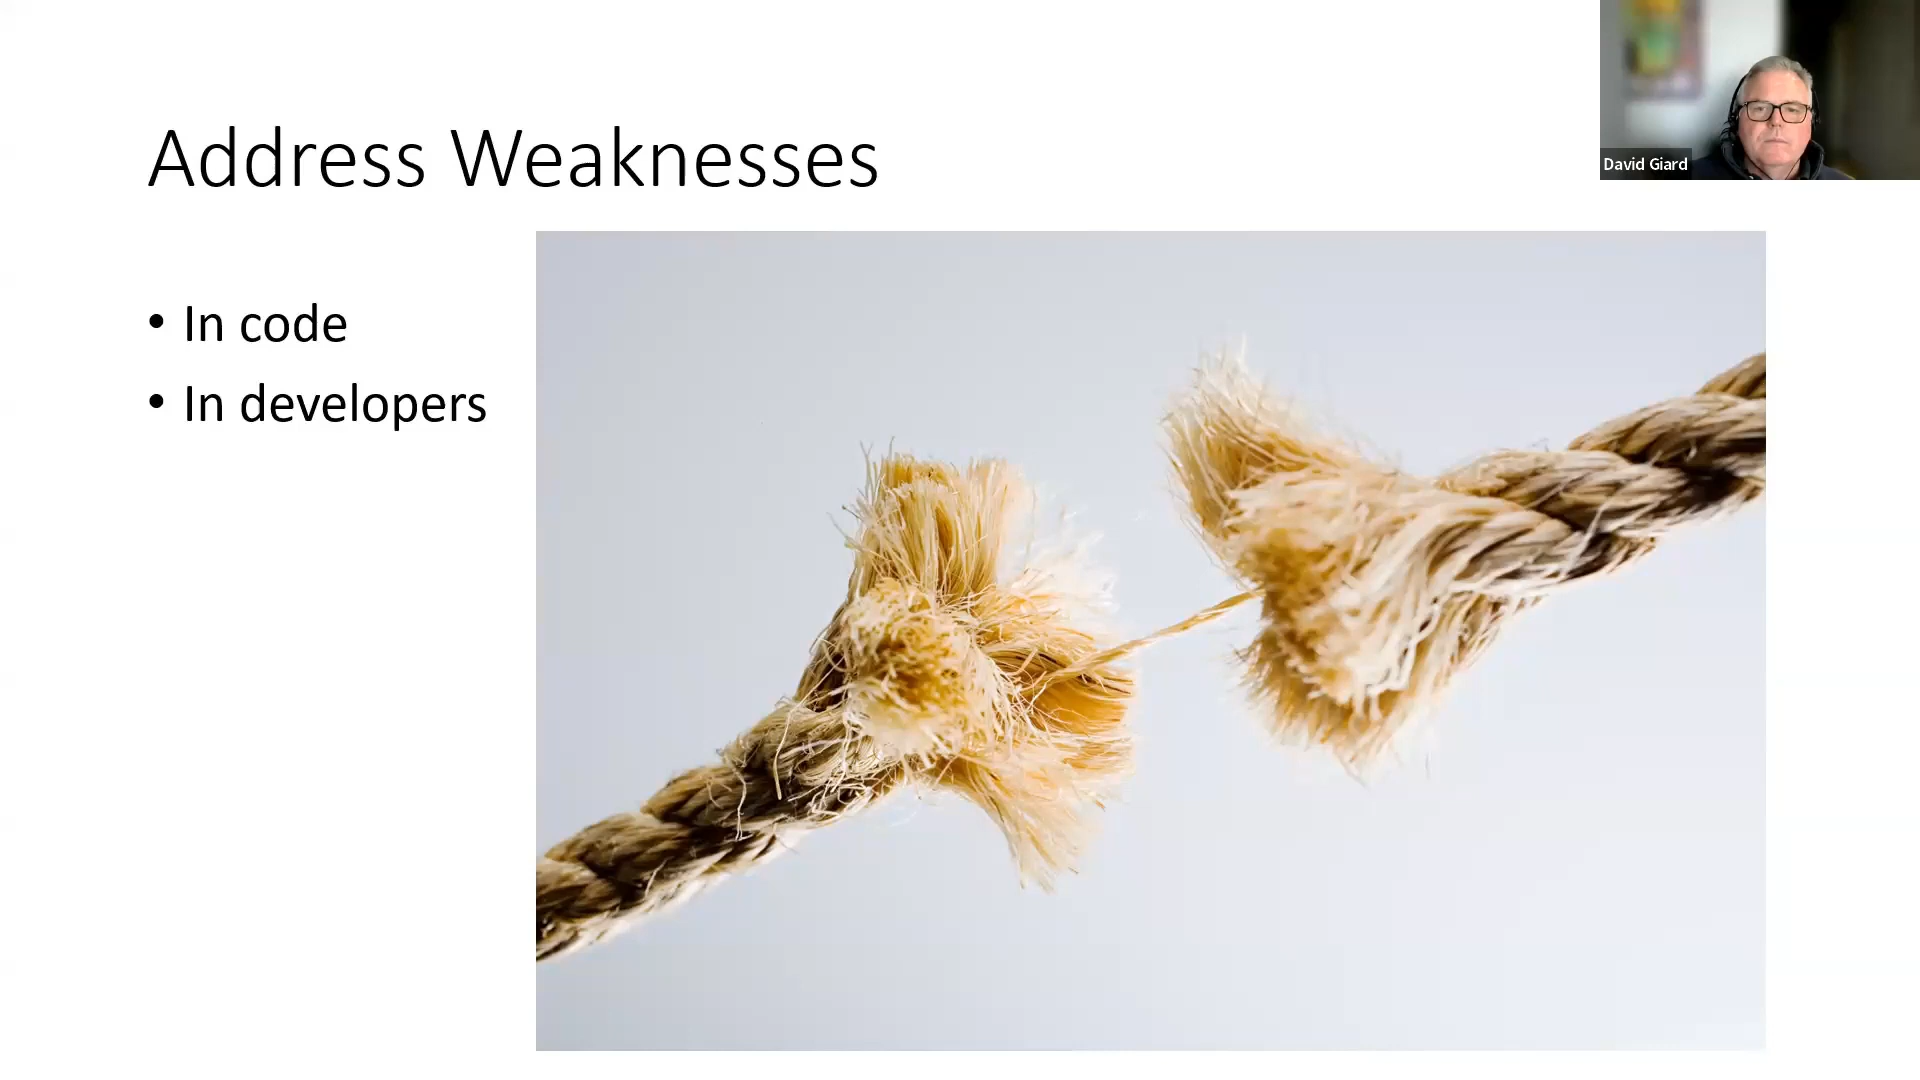 Address Weaknesses
• In code
• In developers
David Giard